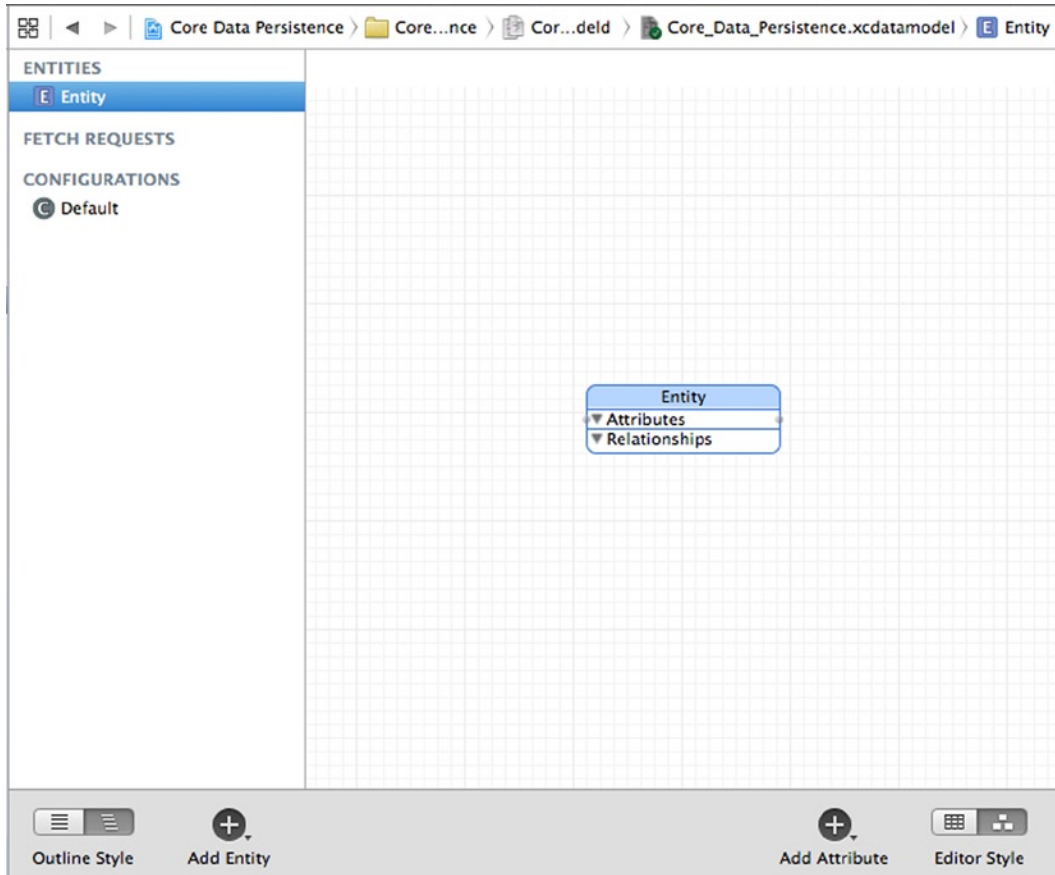 Core Data Persistence
Core...nce
Cor...deld
Core_Data_Persistence.xcdatamodel
E Entity
ENTITIES
E Entity
FETCH REQUESTS
CONFIGURATIONS
C Default
Entity
Attributes
Relationships
Outline Style
Add Entity
Add Attribute
Editor Style